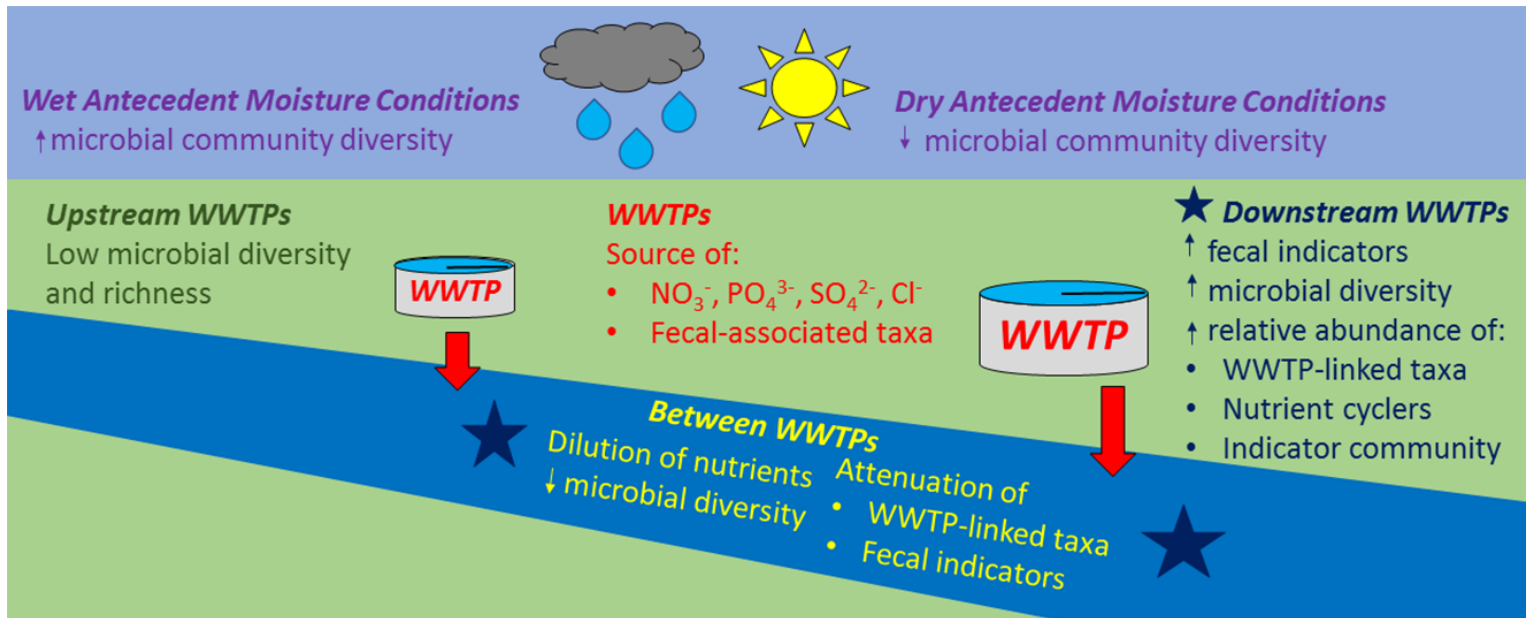 Wet Antecedent Moisture Conditions
↑ microbial community diversity
Dry Antecedent Moisture Conditions
↓ microbial community diversity
Upstream WWTPs
Low microbial diversity
and richness
WWTP
WWTPs
Source of:
• NO₃⁻, PO₄³⁻, SO₄²⁻, Cl⁻
• Fecal-associated taxa
WWTP
Downstream WWTPs
↑ fecal indicators
↑ microbial diversity
↑ relative abundance of:
• WWTP-linked taxa
• Nutrient cyclers
• Indicator community
Between WWTPs
Dilution of nutrients
↓ microbial diversity
Attenuation of
• WWTP-linked taxa
• Fecal indicators